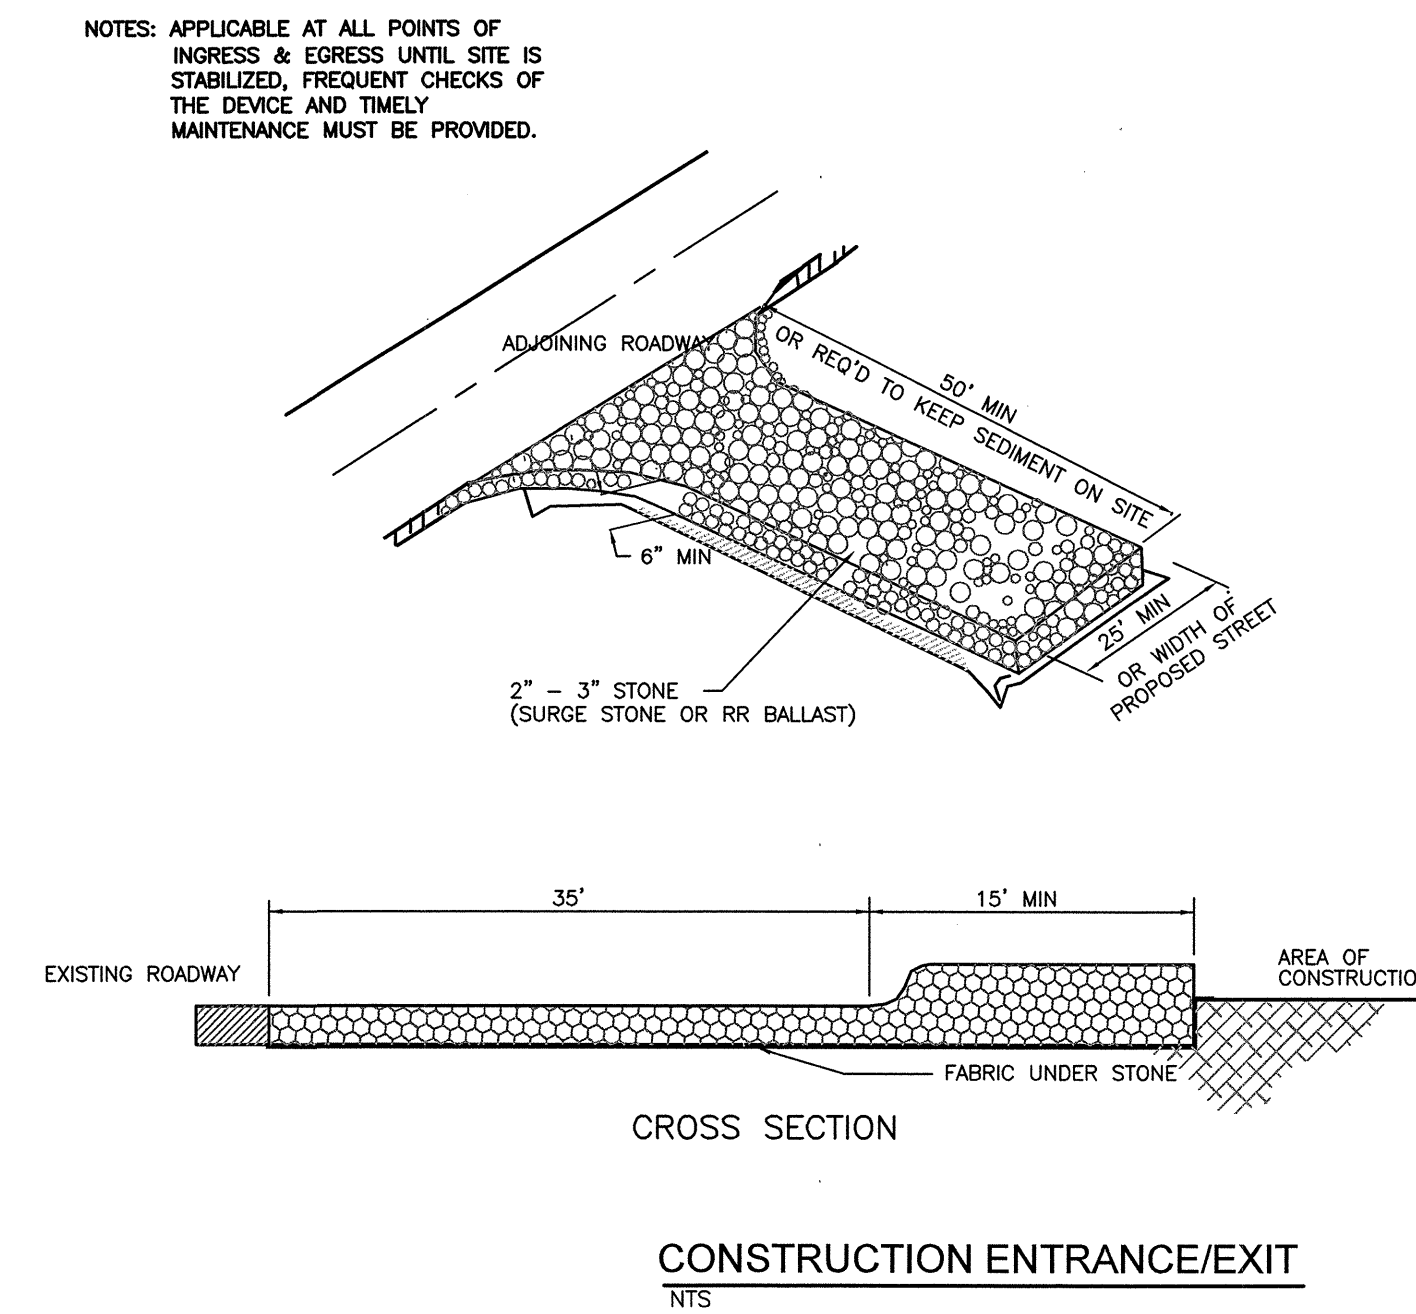 NOTES: APPLICABLE AT ALL POINTS OF
INGRESS & EGRESS UNTIL SITE IS
STABILIZED, FREQUENT CHECKS OF
THE DEVICE AND TIMELY
MAINTENANCE MUST BE PROVIDED.
ADJOINING ROADWAY
50' MIN
OR REQ'D TO KEEP SEDIMENT ON SITE
6" MIN
25' MIN
OR WIDTH OF
PROPOSED STREET
2" – 3" STONE
(SURGE STONE OR RR BALLAST)
35'
15' MIN
EXISTING ROADWAY
AREA OF
CONSTRUCTIO
FABRIC UNDER STONE
CROSS SECTION
CONSTRUCTION ENTRANCE/EXIT
NTS